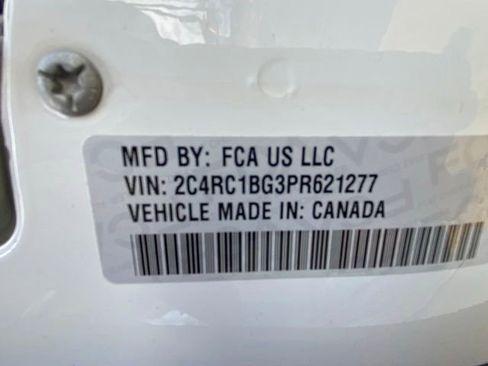 MFD BY: FCA US LLC
VIN: 2C4RC1BG3PR621277
VEHICLE MADE IN: CANADA